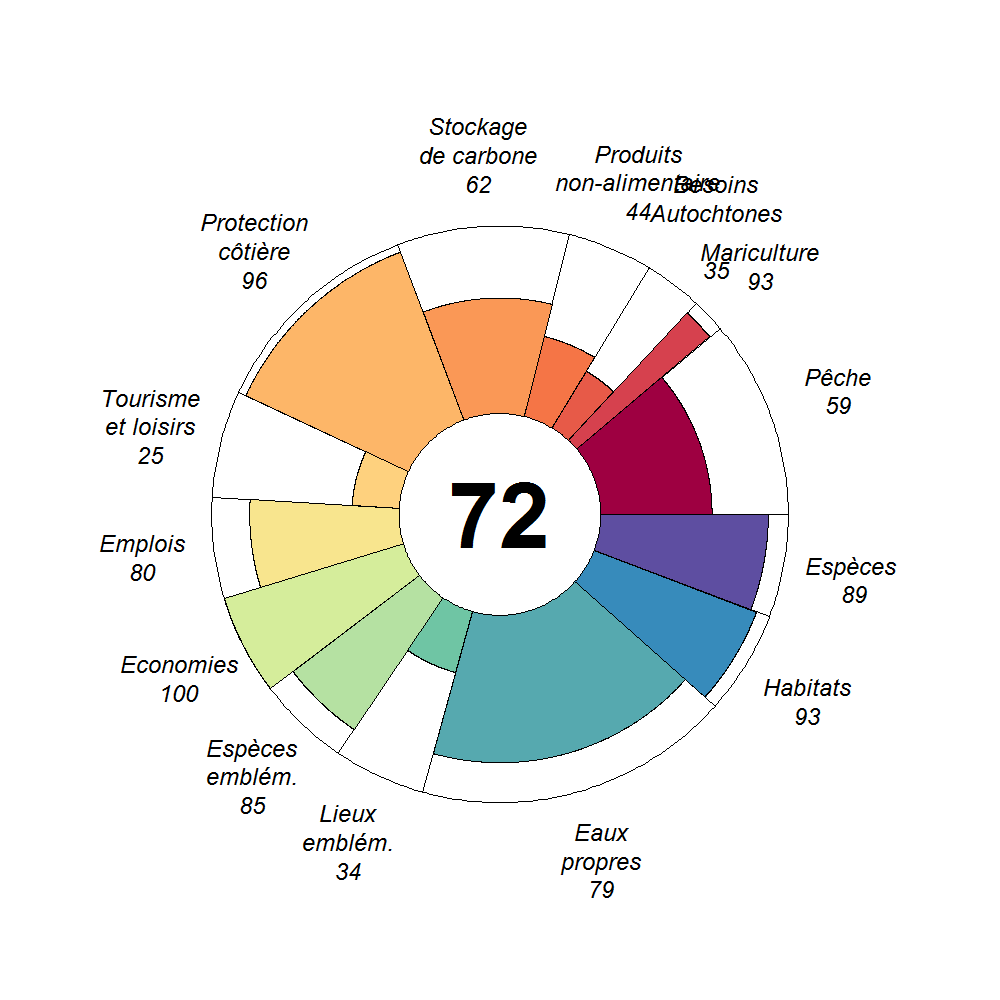 Stockage
de carbone
62
Produits
non-alimentaire
44
Besoins
Autochtones
35
Mariculture
93
Pêche
59
Espèces
89
Habitats
93
Eaux
propres
79
Lieux
emblém.
34
Espèces
emblém.
85
Economies
100
Emplois
80
Tourisme
et loisirs
25
Protection
côtière
96
72